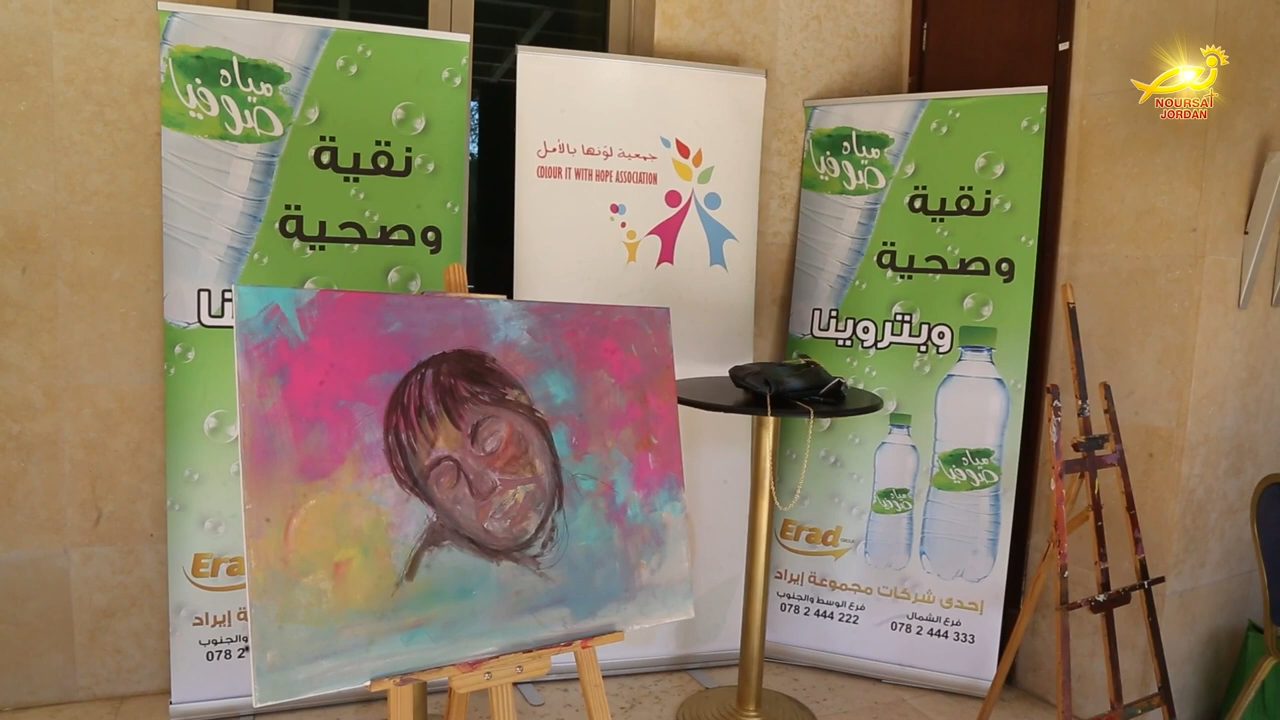 مياه
صوفيا
نقية
وصحية
نا
Era
ة إيراد
والجنوب
078 2
جمعية لوّنها بالأمل
COLOUR IT WITH HOPE ASSOCIATION
مياه
صوفيا
نقية
وصحية
وبتروينا
مياه
صوفيا
مياه
صوفيا
Erad
إحدى شركات مجموعة إيراد
فرع الوسط والجنوب
078 2 444 222
فرع الشمال
078 2 444 333
NOURSAT
JORDAN